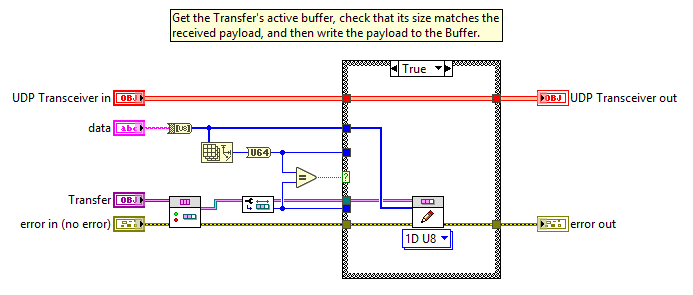 Get the Transfer's active buffer, check that its size matches the
received payload, and then write the payload to the Buffer.
True
UDP Transceiver in
OBJ
OBJ
UDP Transceiver out
data
abc
[U8]
U64
=
?
Transfer
OBJ
error in (no error)
error out
1D U8